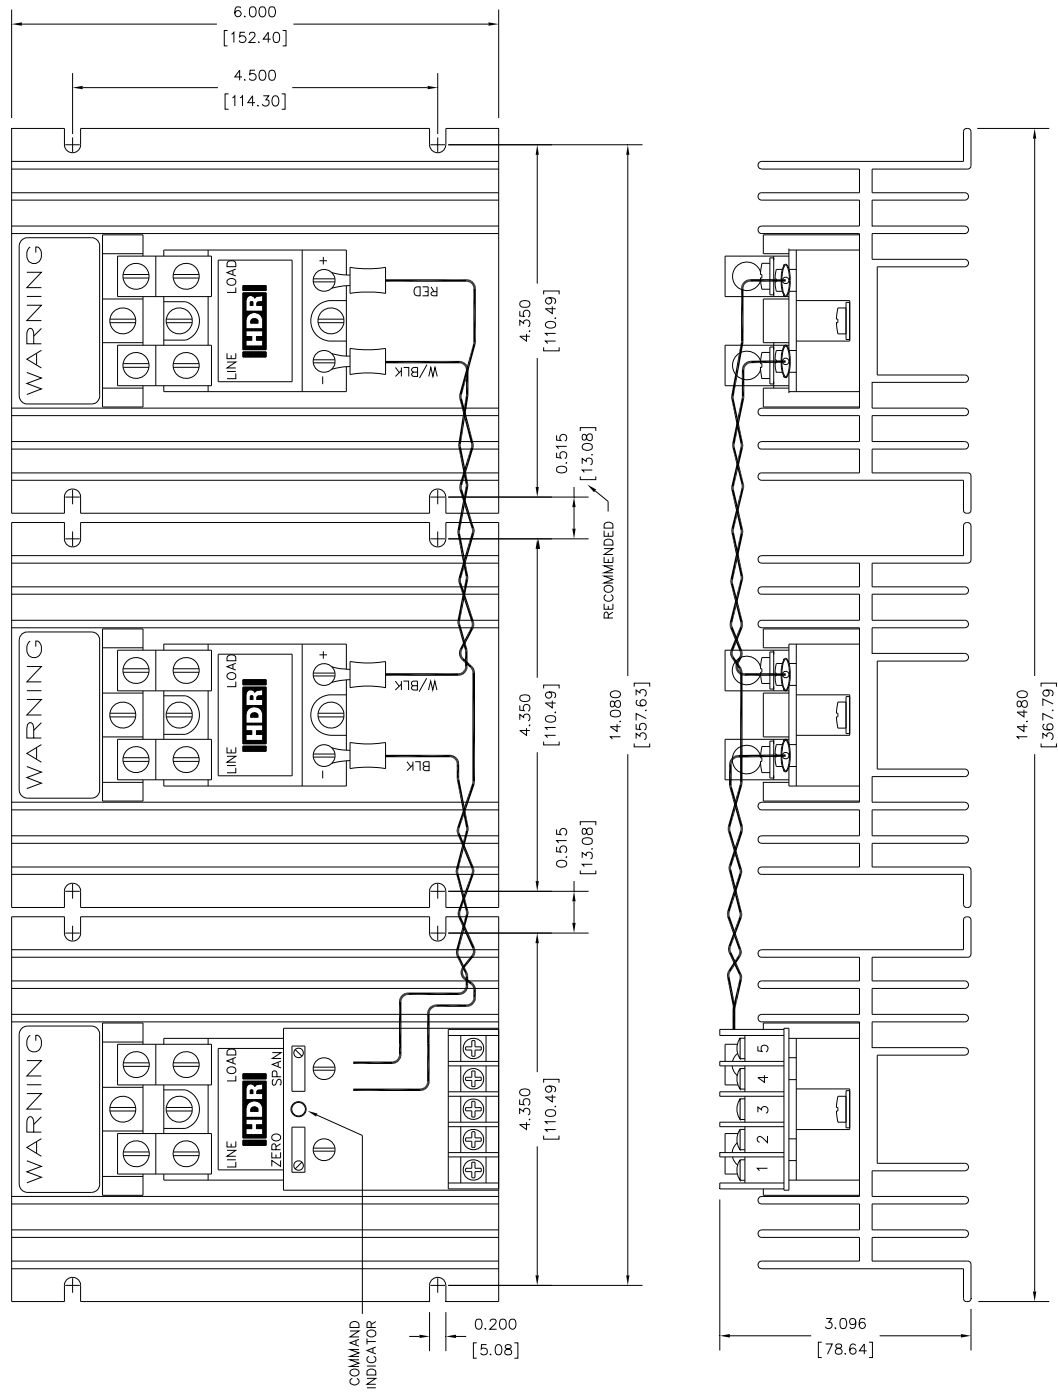 6.000
[152.40]
4.500
[114.30]
WARNING
LINE
LOAD
HDR
+
-
RED
W/BLK
4.350
[110.49]
0.515
[13.08]
RECOMMENDED
WARNING
LINE
LOAD
HDR
+
-
W/BLK
BLK
4.350
[110.49]
14.080
[357.63]
14.480
[367.79]
0.515
[13.08]
WARNING
LINE
LOAD
HDR
ZERO
SPAN
4.350
[110.49]
5
4
3
2
1
COMMAND
INDICATOR
0.200
[5.08]
3.096
[78.64]